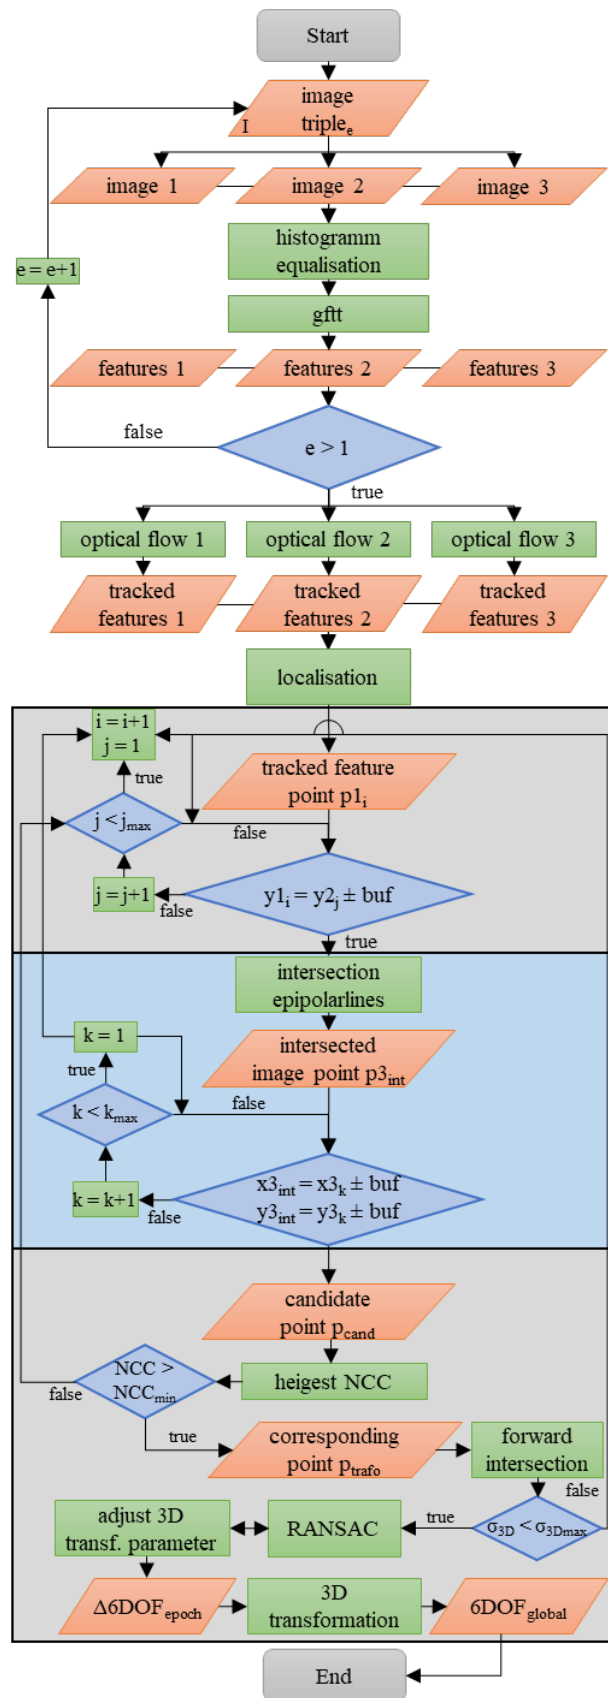 Start
image
triple_e
I
image 1
image 2
image 3
histogramm
equalisation
e = e+1
gftt
features 1
features 2
features 3
false
e > 1
true
optical flow 1
optical flow 2
optical flow 3
tracked
features 1
tracked
features 2
tracked
features 3
localisation
i = i+1
j = 1
true
tracked feature
point p1_i
j < j_max
false
j = j+1
false
y1_i = y2_j ± buf
true
intersection
epipolarlines
k = 1
true
intersected
image point p3_int
k < k_max
false
k = k+1
false
x3_int = x3_k ± buf
y3_int = y3_k ± buf
candidate
point p_cand
NCC >
NCC_min
false
heigest NCC
true
corresponding
point p_trafo
forward
intersection
false
adjust 3D
transf. parameter
RANSAC
true
σ_3D < σ_3Dmax
Δ6DOF_epoch
3D
transformation
6DOF_global
End